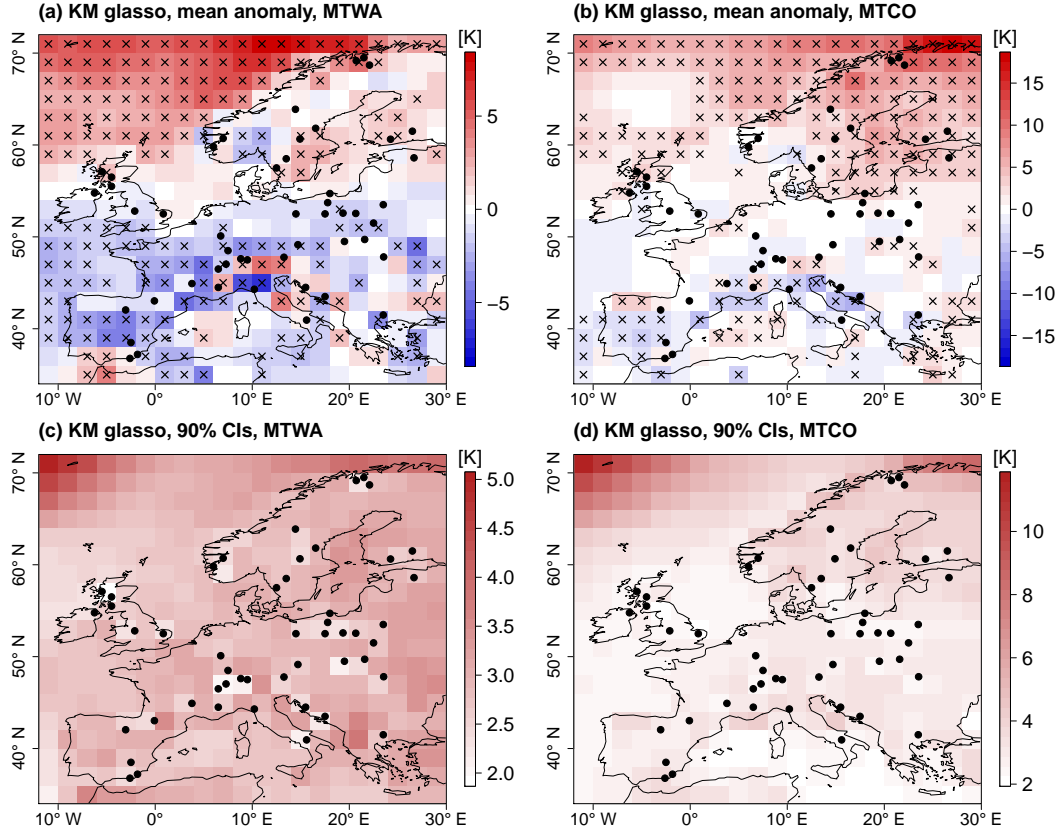 (a) KM glasso, mean anomaly, MTWA
(b) KM glasso, mean anomaly, MTCO
[K]
[K]
70° N
60° N
50° N
40° N
5
0
−5
70° N
60° N
50° N
40° N
15
10
5
0
−5
−10
−15
10° W 0° 10° E 20° E 30° E
10° W 0° 10° E 20° E 30° E
(c) KM glasso, 90% CIs, MTWA
(d) KM glasso, 90% CIs, MTCO
[K]
[K]
70° N
60° N
50° N
40° N
5.0
4.5
4.0
3.5
3.0
2.5
2.0
70° N
60° N
50° N
40° N
10
8
6
4
2
10° W 0° 10° E 20° E 30° E
10° W 0° 10° E 20° E 30° E